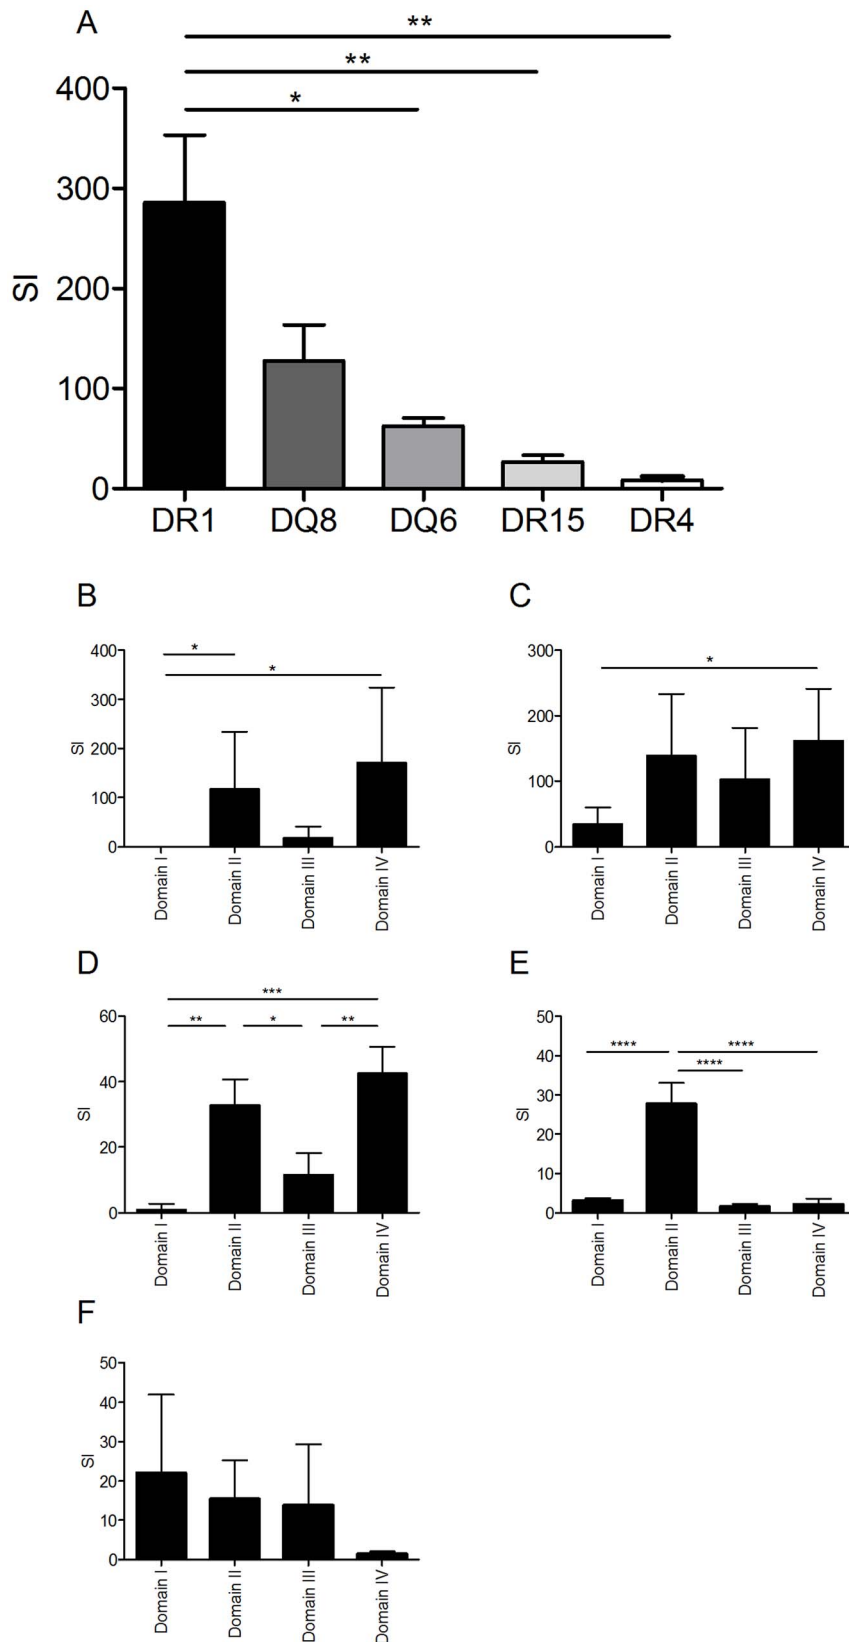 A
**
**
*
400
300
200
100
0
SI
DR1 DQ8 DQ6 DR15 DR4
B
400
300
200
100
0
SI
*
*
Domain I
Domain II
Domain III
Domain IV
C
300
200
100
0
SI
*
Domain I
Domain II
Domain III
Domain IV
D
60
40
20
0
SI
***
** * **
Domain I
Domain II
Domain III
Domain IV
E
50
40
30
20
10
0
SI
**** ****
****
Domain I
Domain II
Domain III
Domain IV
F
50
40
30
20
10
0
SI
Domain I
Domain II
Domain III
Domain IV